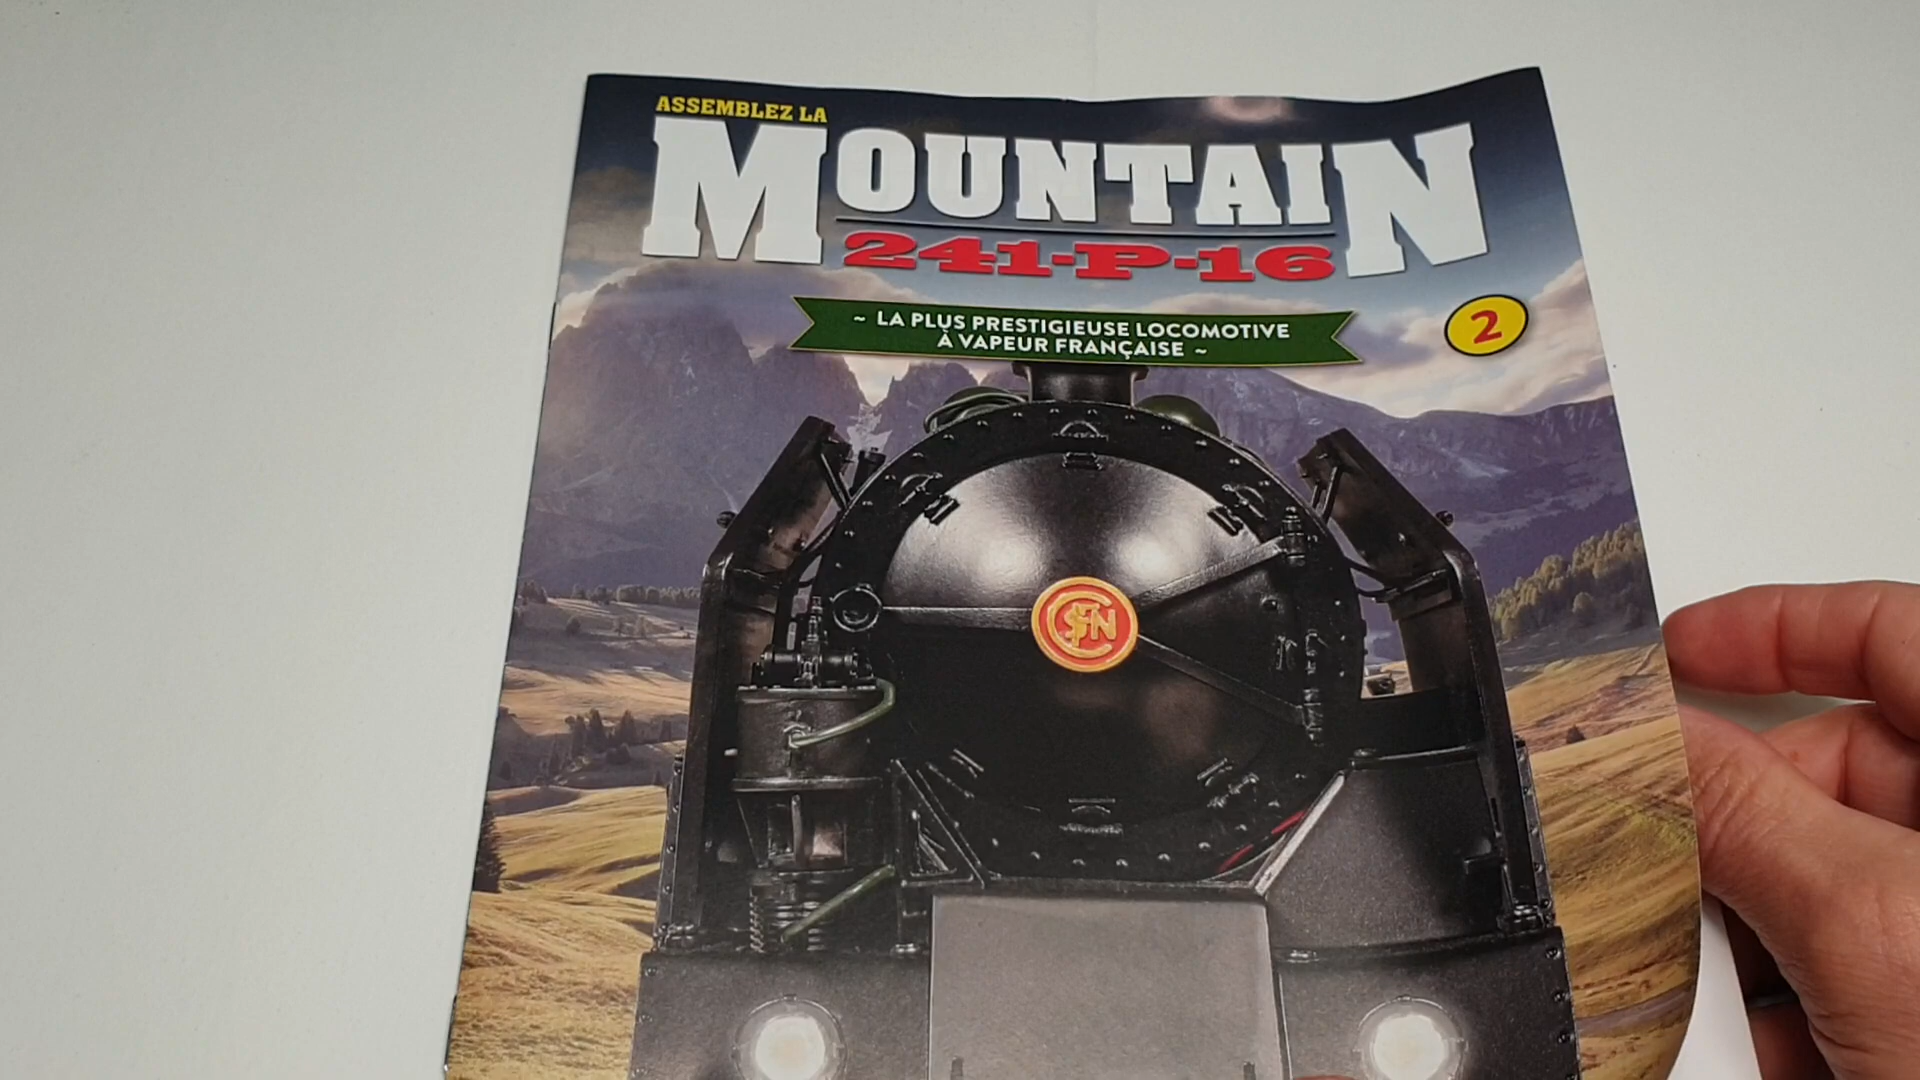 ASSEMBLEZ LA
MOUNTAIN
241-P-16
~ LA PLUS PRESTIGIEUSE LOCOMOTIVE
À VAPEUR FRANÇAISE ~
2
SNCF